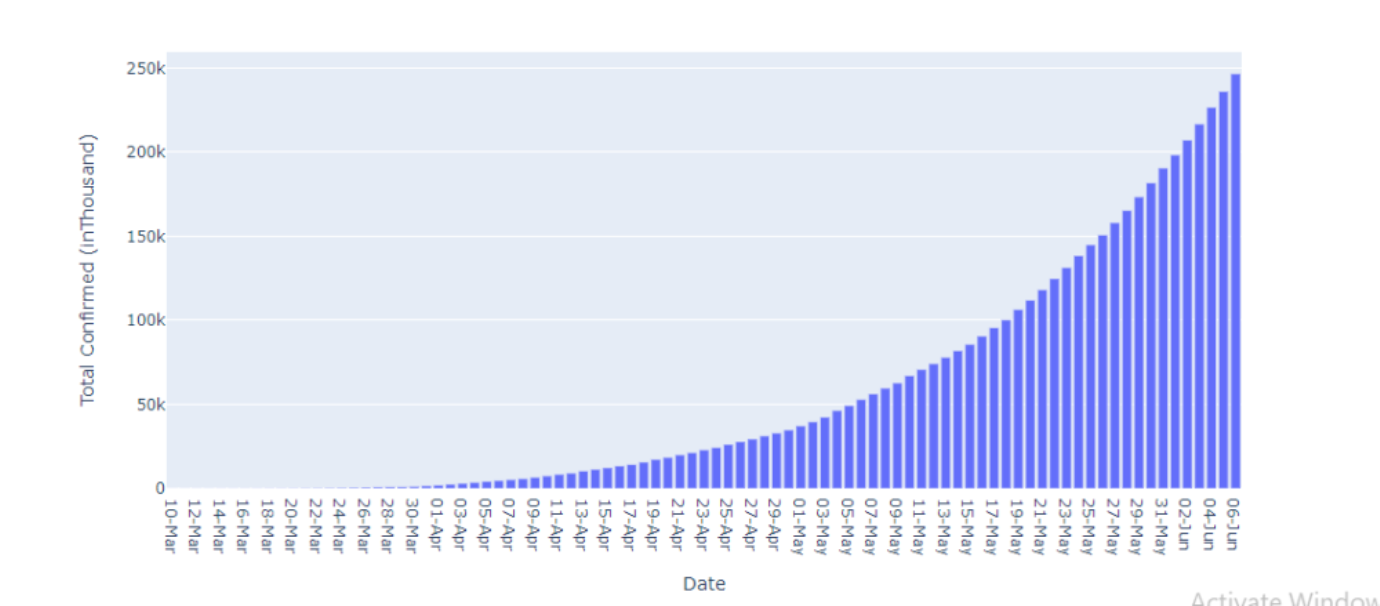 250k
200k
150k
100k
50k
0
Total Confirmed (inThousand)
10-Mar
12-Mar
14-Mar
16-Mar
18-Mar
20-Mar
22-Mar
24-Mar
26-Mar
28-Mar
30-Mar
01-Apr
03-Apr
05-Apr
07-Apr
09-Apr
11-Apr
13-Apr
15-Apr
17-Apr
19-Apr
21-Apr
23-Apr
25-Apr
27-Apr
29-Apr
01-May
03-May
05-May
07-May
09-May
11-May
13-May
15-May
17-May
19-May
21-May
23-May
25-May
27-May
29-May
31-May
02-Jun
04-Jun
06-Jun
Date
Activate Window